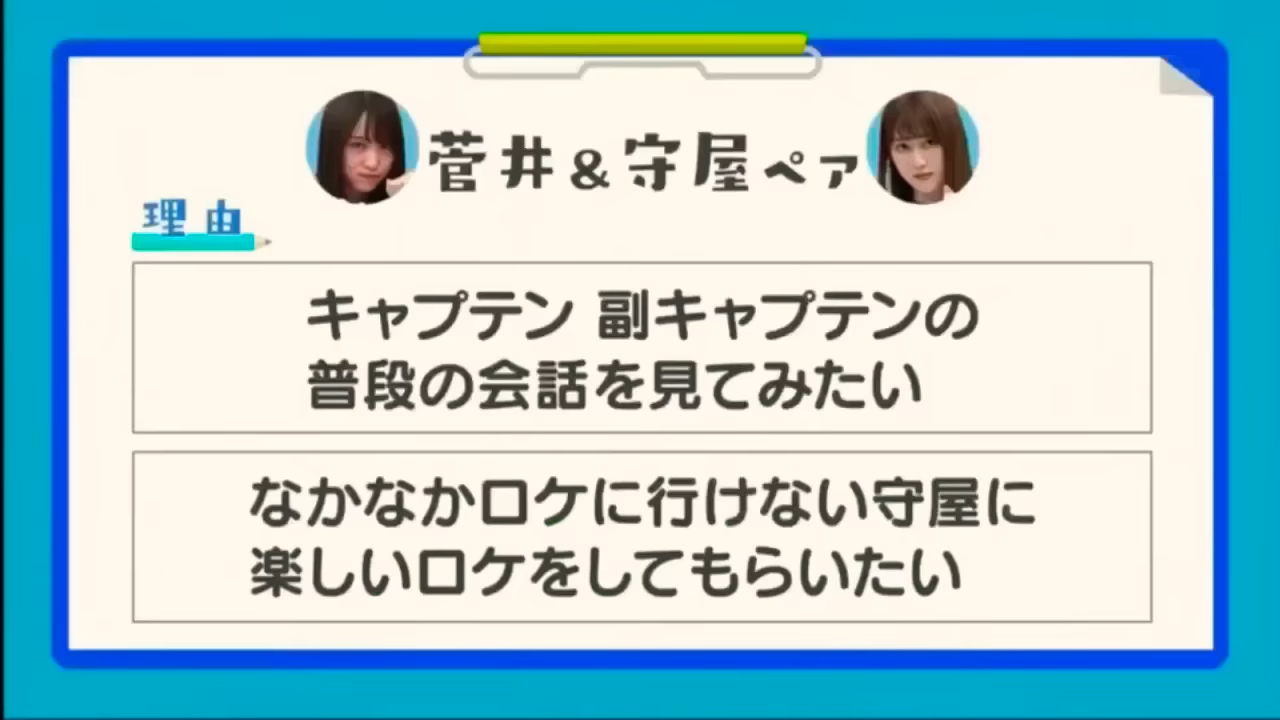 菅井&守屋ペア
理由
キャプテン 副キャプテンの
普段の会話を見てみたい
なかなかロケに行けない守屋に
楽しいロケをしてもらいたい